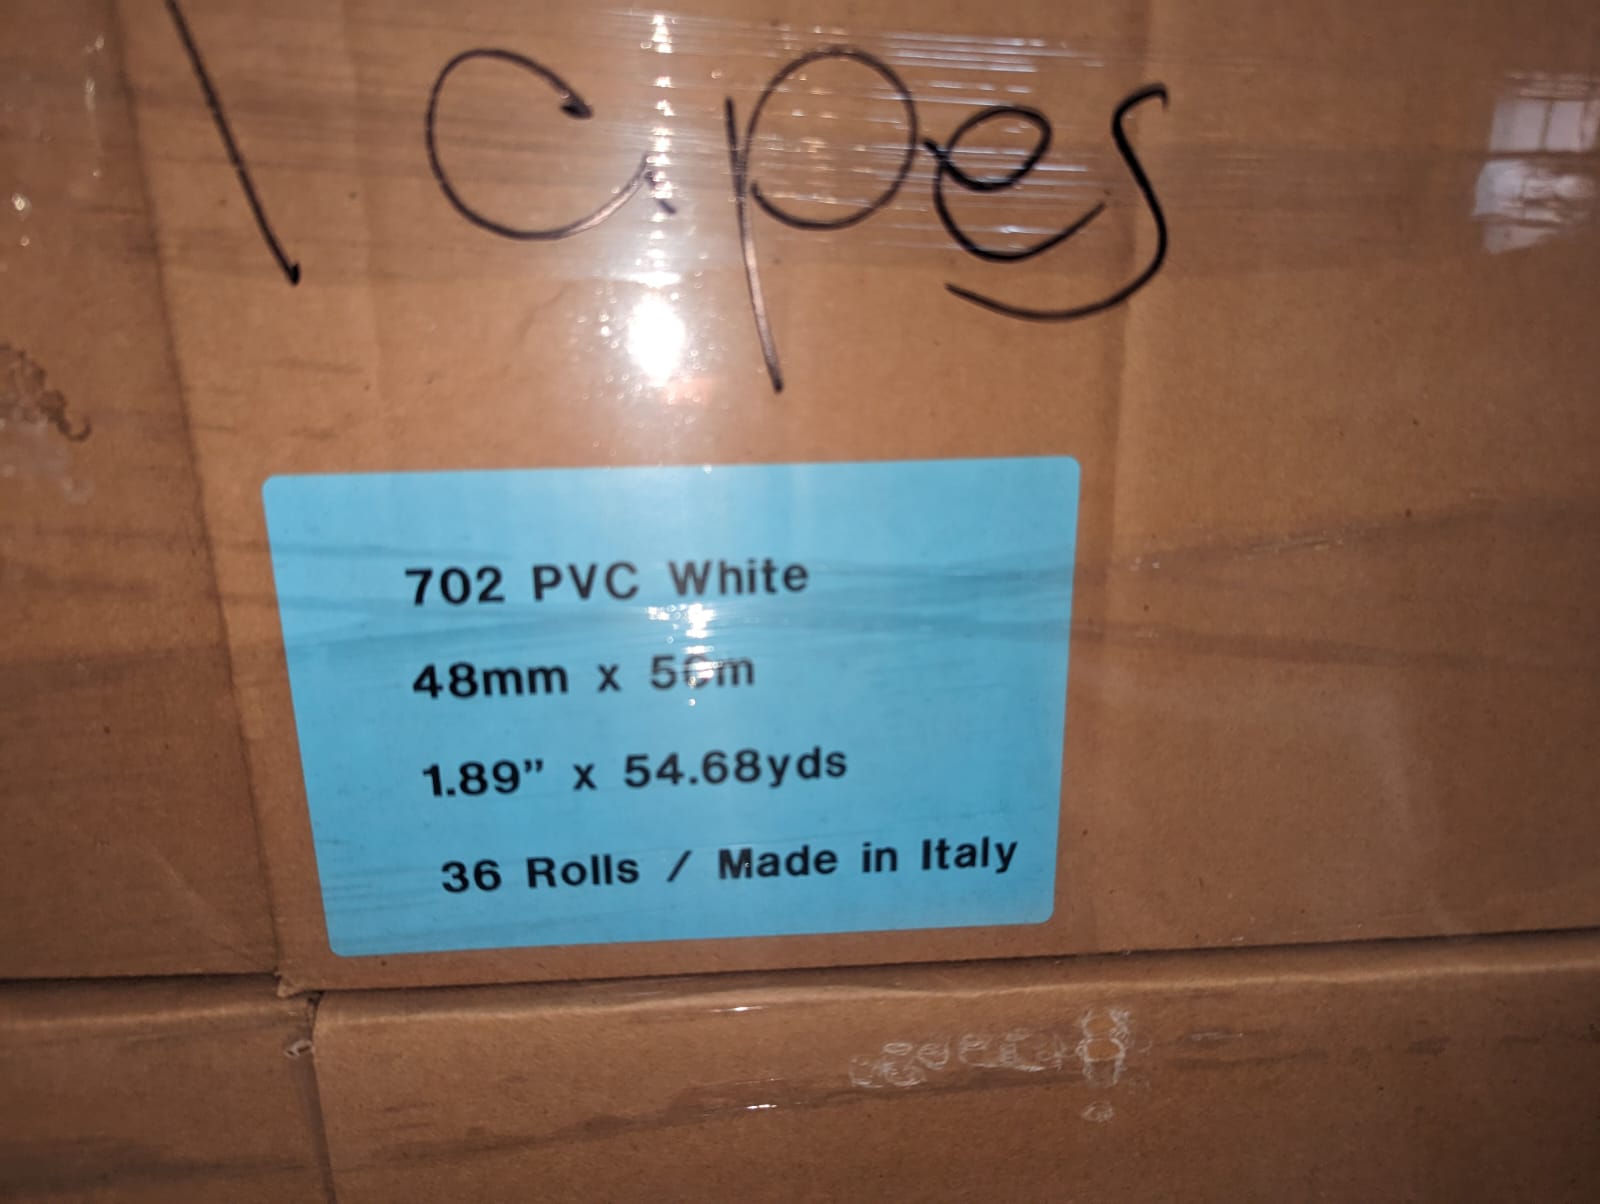 Tapes
702 PVC White
48mm x 50m
1.89” x 54.68yds
36 Rolls / Made in Italy